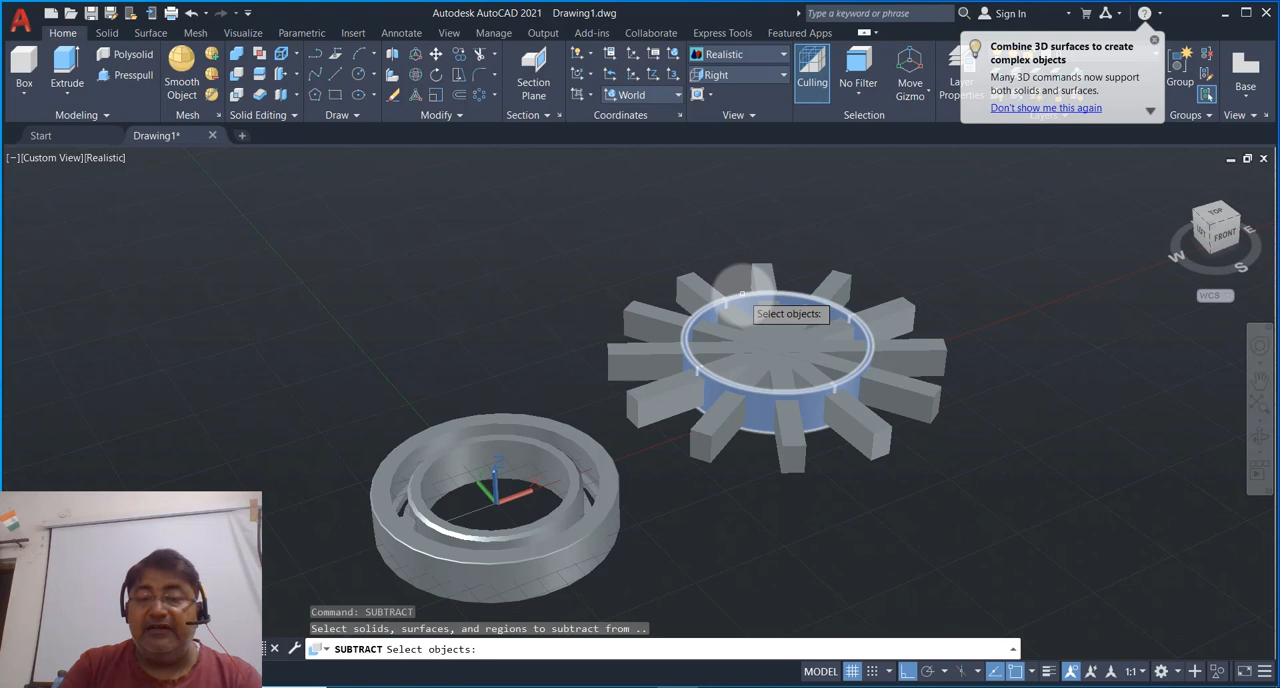 Autodesk AutoCAD 2021 Drawing1.dwg
Type a keyword or phrase
Sign In
Home Solid Surface Mesh Visualize Parametric Insert Annotate View Manage Output Add-ins Collaborate Express Tools Featured Apps
Box
Extrude
Polysolid
Presspull
Smooth
Object
Section
Plane
World
Realistic
Right
Culling
No Filter
Move
Gizmo
Layer
Properties
Group
Base
Modeling
Mesh
Solid Editing
Draw
Modify
Section
Coordinates
View
Selection
Layers
Groups
View
Combine 3D surfaces to create
complex objects
Many 3D commands now support
both solids and surfaces.
Don't show me this again
Start
Drawing1*
[−][Custom View][Realistic]
TOP
LEFT
FRONT
W
S
E
WCS
Select objects:
Command: SUBTRACT
Select solids, surfaces, and regions to subtract from ..
SUBTRACT Select objects:
MODEL
1:1